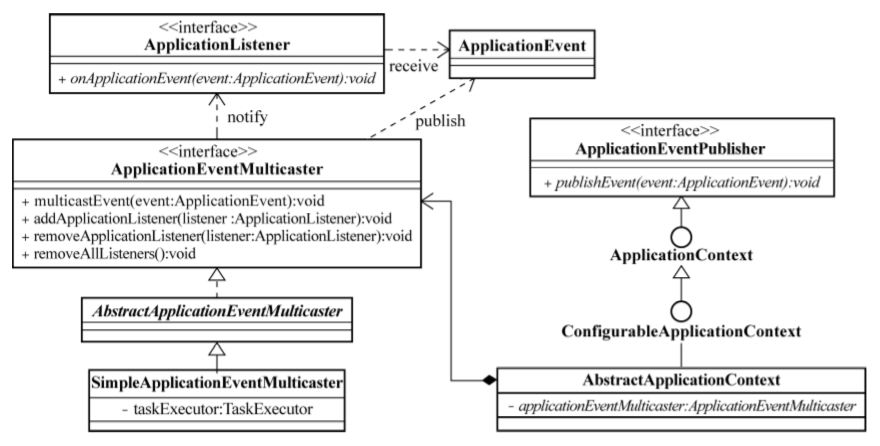 <<interface>>
ApplicationListener
+ onApplicationEvent(event:ApplicationEvent):void
receive
ApplicationEvent
notify
publish
<<interface>>
ApplicationEventMulticaster
+ multicastEvent(event:ApplicationEvent):void
+ addApplicationListener(listener :ApplicationListener):void
+ removeApplicationListener(listener:ApplicationListener):void
+ removeAllListeners():void
<<interface>>
ApplicationEventPublisher
+ publishEvent(event:ApplicationEvent):void
ApplicationContext
ConfigurableApplicationContext
AbstractApplicationEventMulticaster
SimpleApplicationEventMulticaster
- taskExecutor:TaskExecutor
AbstractApplicationContext
- applicationEventMulticaster:ApplicationEventMulticaster